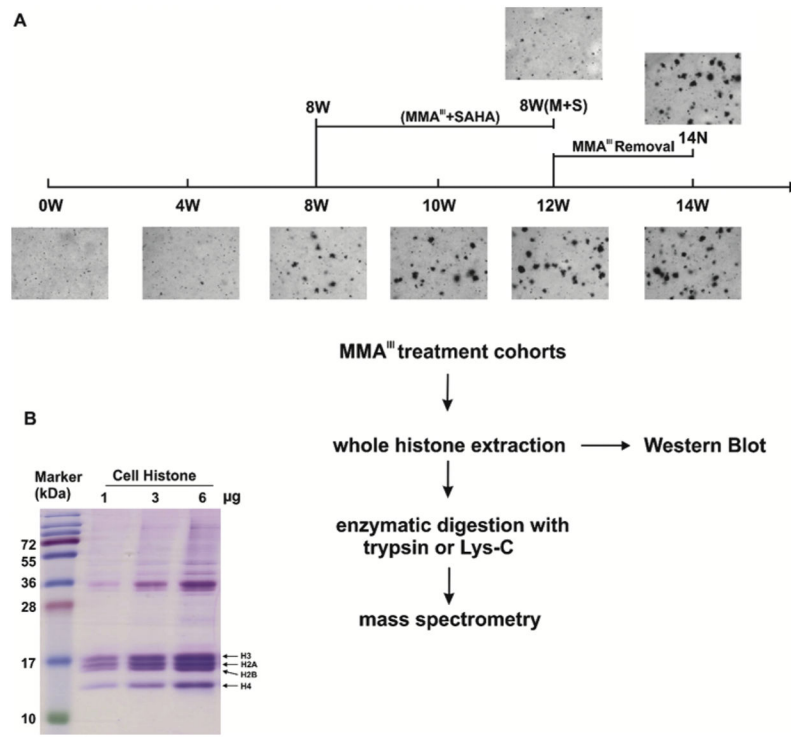 A
8W
(MMAᴵᴵᴵ+SAHA)
8W(M+S)
MMAᴵᴵᴵ Removal
14N
0W
4W
8W
10W
12W
14W
MMAᴵᴵᴵ treatment cohorts
whole histone extraction
Western Blot
enzymatic digestion with
trypsin or Lys-C
mass spectrometry
B
Marker
(kDa)
Cell Histone
1 3 6 μg
72
55
36
28
17
10
H3
H2A
H2B
H4